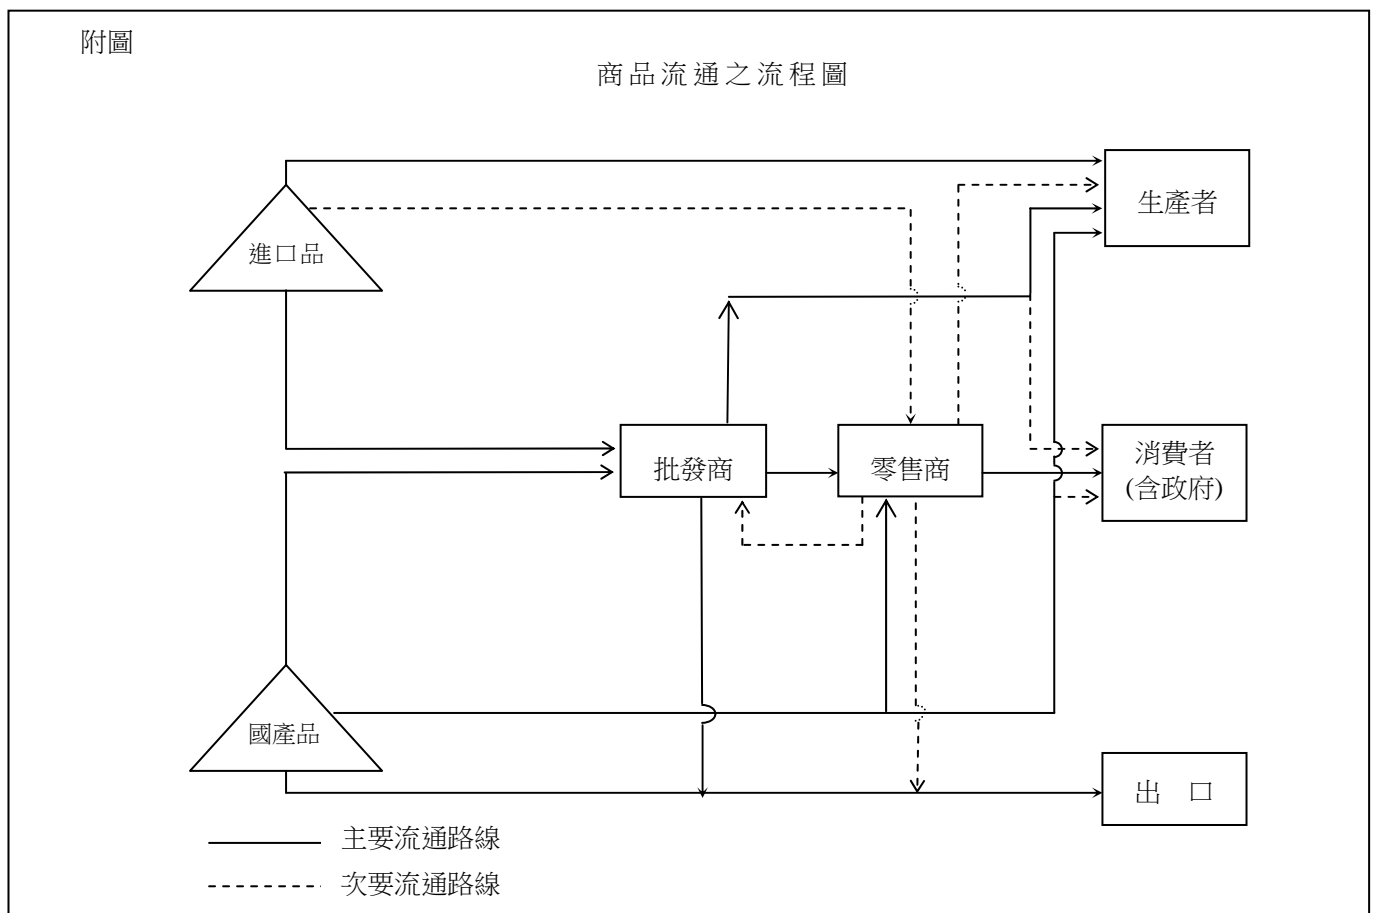 附圖
商品流通之流程圖
生產者
進口品
批發商
零售商
消費者
(含政府)
國產品
出 口
主要流通路線
次要流通路線